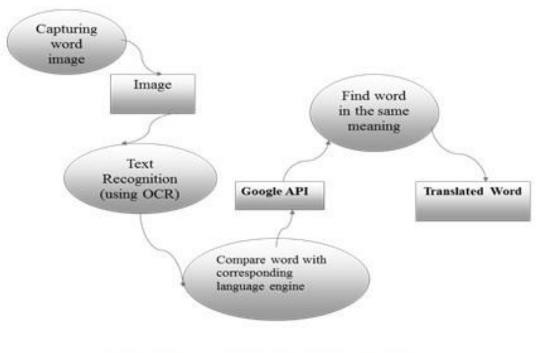 Capturing
word
image
Image
Text
Recognition
(using OCR)
Compare word with
corresponding
language engine
Google API
Find word
in the same
meaning
Translated Word